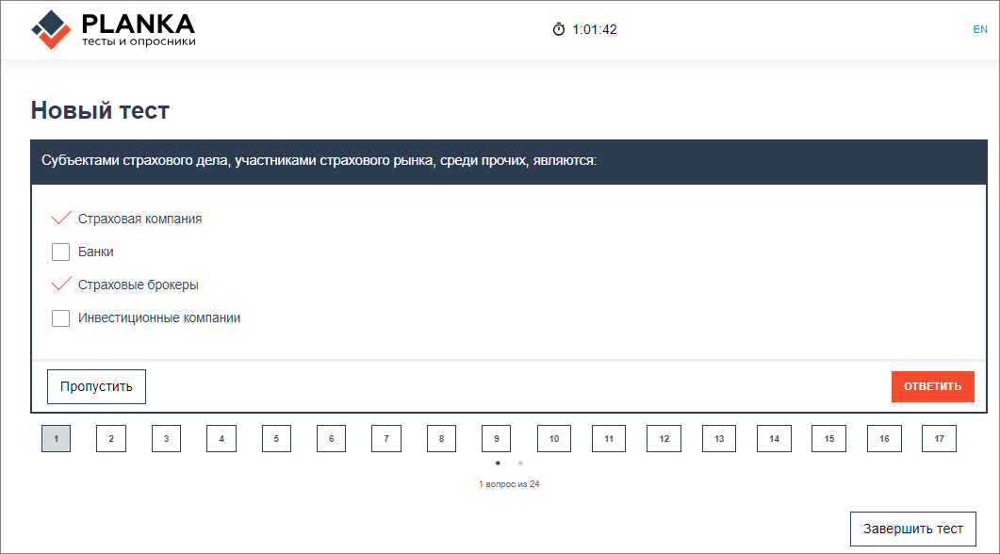 PLANKA
тесты и опросники
1:01:42
EN
Новый тест
Субъектами страхового дела, участниками страхового рынка, среди прочих, являются:
Страховая компания
Банки
Страховые брокеры
Инвестиционные компании
Пропустить
ОТВЕТИТЬ
1 2 3 4 5 6 7 8 9 10 11 12 13 14 15 16 17
1 вопрос из 24
Завершить тест